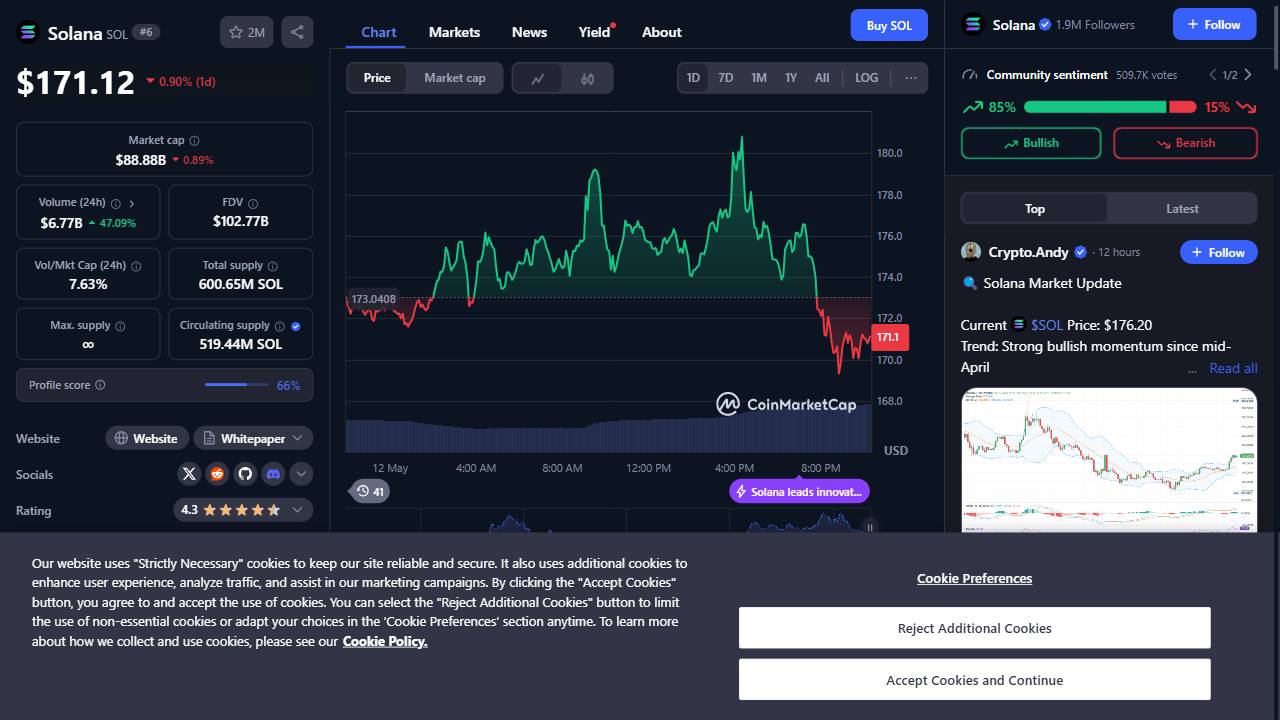 Solana SOL #6
2M
$171.12 0.90% (1d)
Market cap
$88.88B 0.89%
Volume (24h)
$6.77B 47.09%
FDV
$102.77B
Vol/Mkt Cap (24h)
7.63%
Total supply
600.65M SOL
Max. supply
∞
Circulating supply
519.44M SOL
Profile score 66%
Website Website Whitepaper
Socials
Rating 4.3
Chart Markets News Yield About
Buy SOL
Price Market cap
1D 7D 1M 1Y All LOG ...
180.0
178.0
176.0
174.0
173.0408
172.0
171.1
170.0
168.0
CoinMarketCap
USD
12 May 4:00 AM 8:00 AM 12:00 PM 4:00 PM 8:00 PM
41
Solana leads innovat...
Solana 1.9M Followers
+ Follow
Community sentiment 509.7K votes 1/2
85% 15%
Bullish Bearish
Top Latest
Crypto.Andy · 12 hours
+ Follow
Solana Market Update
Current $SOL Price: $176.20
Trend: Strong bullish momentum since mid-
April ... Read all
Our website uses "Strictly Necessary" cookies to keep our site reliable and secure. It also uses additional cookies to
enhance user experience, analyze traffic, and assist in our marketing campaigns. By clicking the "Accept Cookies"
button, you agree to and accept the use of cookies. You can select the "Reject Additional Cookies" button to limit
the use of non-essential cookies or adapt your choices in the 'Cookie Preferences' section anytime. To learn more
about how we collect and use cookies, please see our Cookie Policy.
Cookie Preferences
Reject Additional Cookies
Accept Cookies and Continue